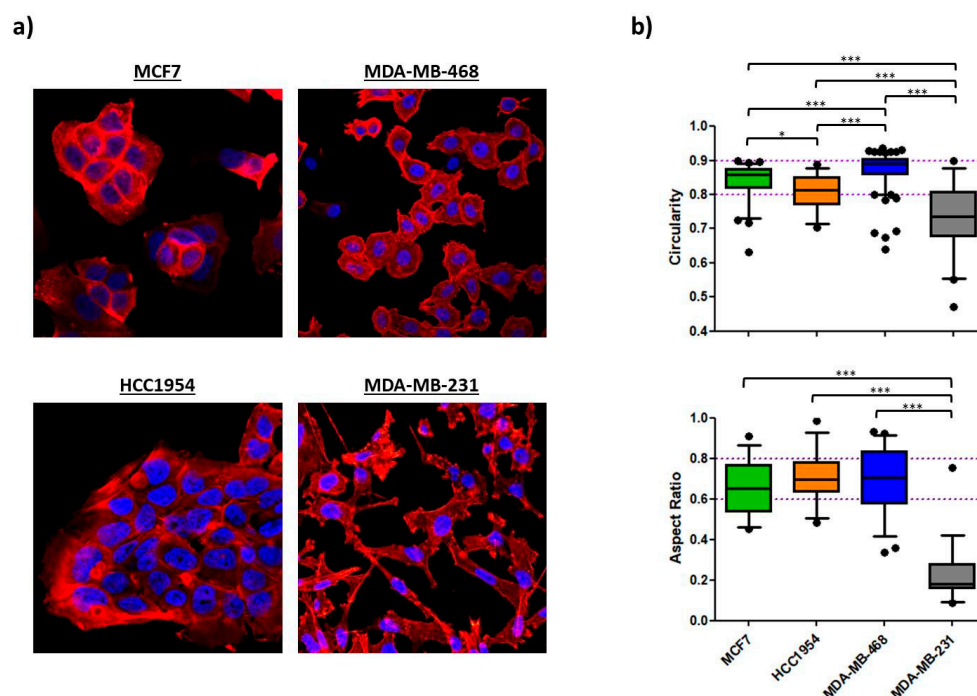 a)
MCF7
MDA-MB-468
HCC1954
MDA-MB-231
b)
***
***
***
***
*
***
1.0
0.9
0.8
0.7
0.6
0.5
0.4
Circularity
***
***
***
1.0
0.8
0.6
0.4
0.2
0.0
Aspect Ratio
MCF7
HCC1954
MDA-MB-468
MDA-MB-231